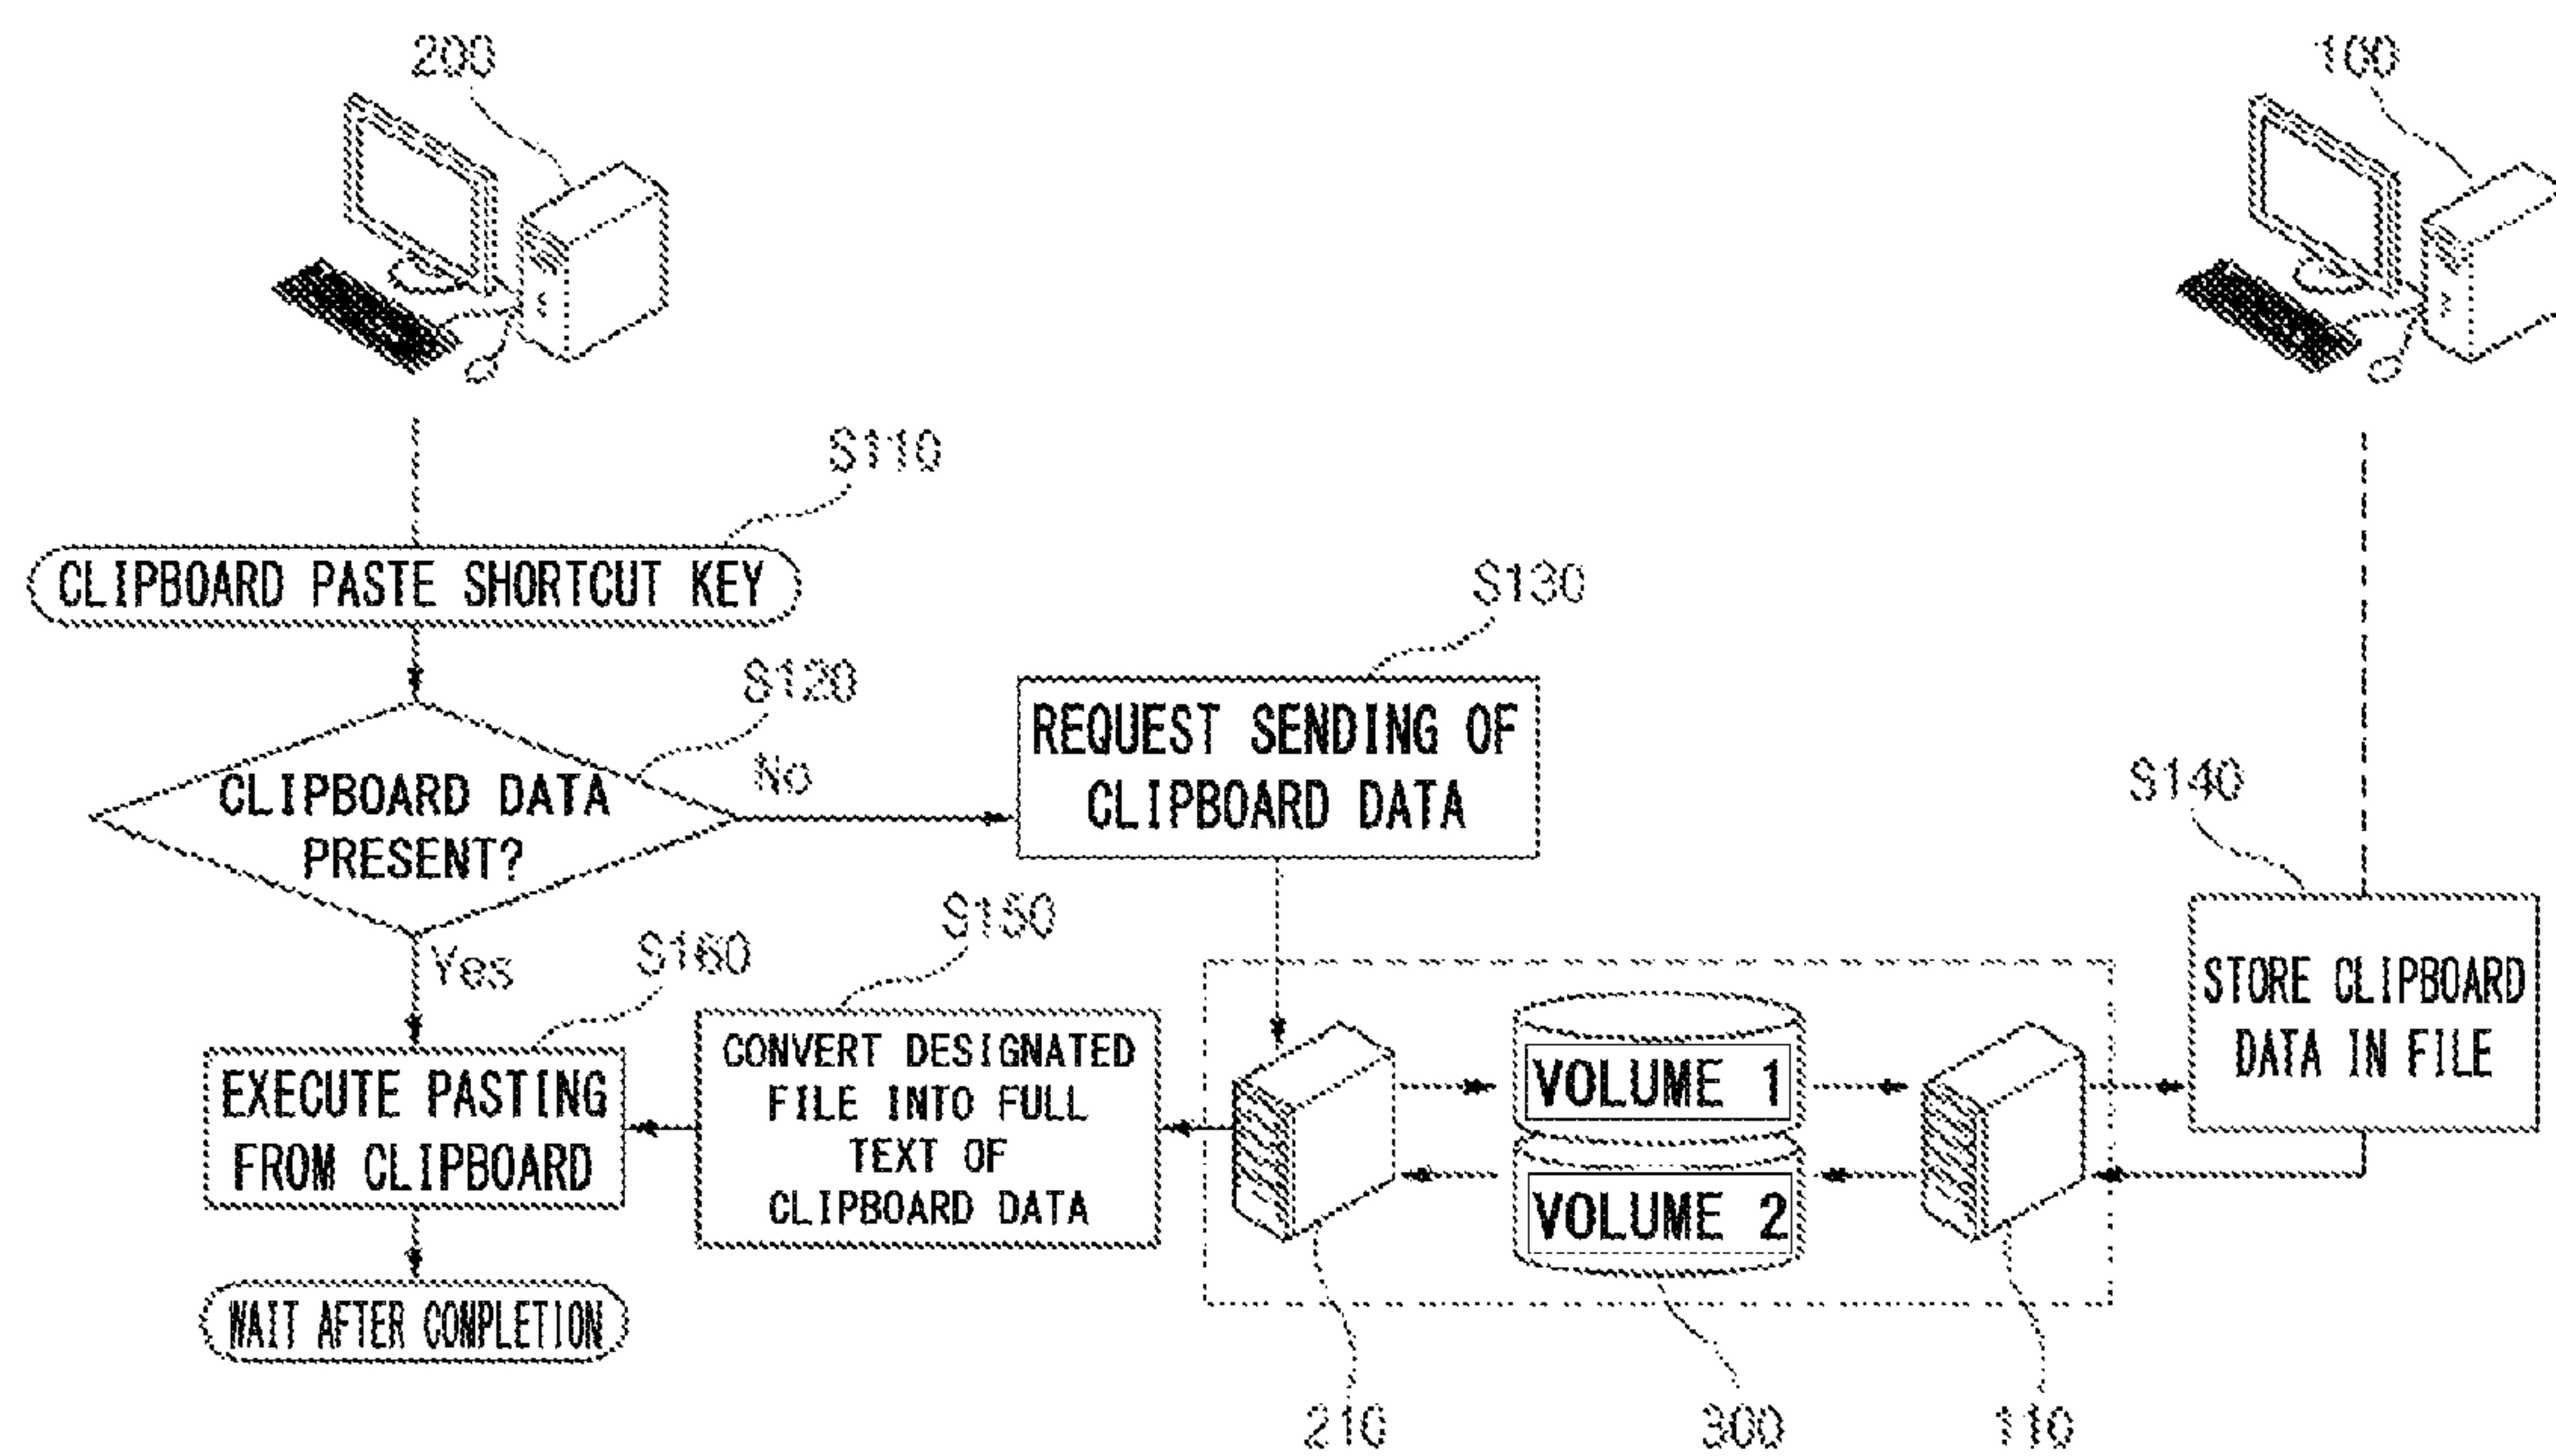 200
100
S110
CLIPBOARD PASTE SHORTCUT KEY
S130
S120
No
REQUEST SENDING OF
CLIPBOARD DATA
CLIPBOARD DATA
PRESENT?
S140
Yes
S160
S150
STORE CLIPBOARD
DATA IN FILE
EXECUTE PASTING
FROM CLIPBOARD
CONVERT DESIGNATED
FILE INTO FULL
TEXT OF
CLIPBOARD DATA
VOLUME 1
VOLUME 2
WAIT AFTER COMPLETION
210
300
110